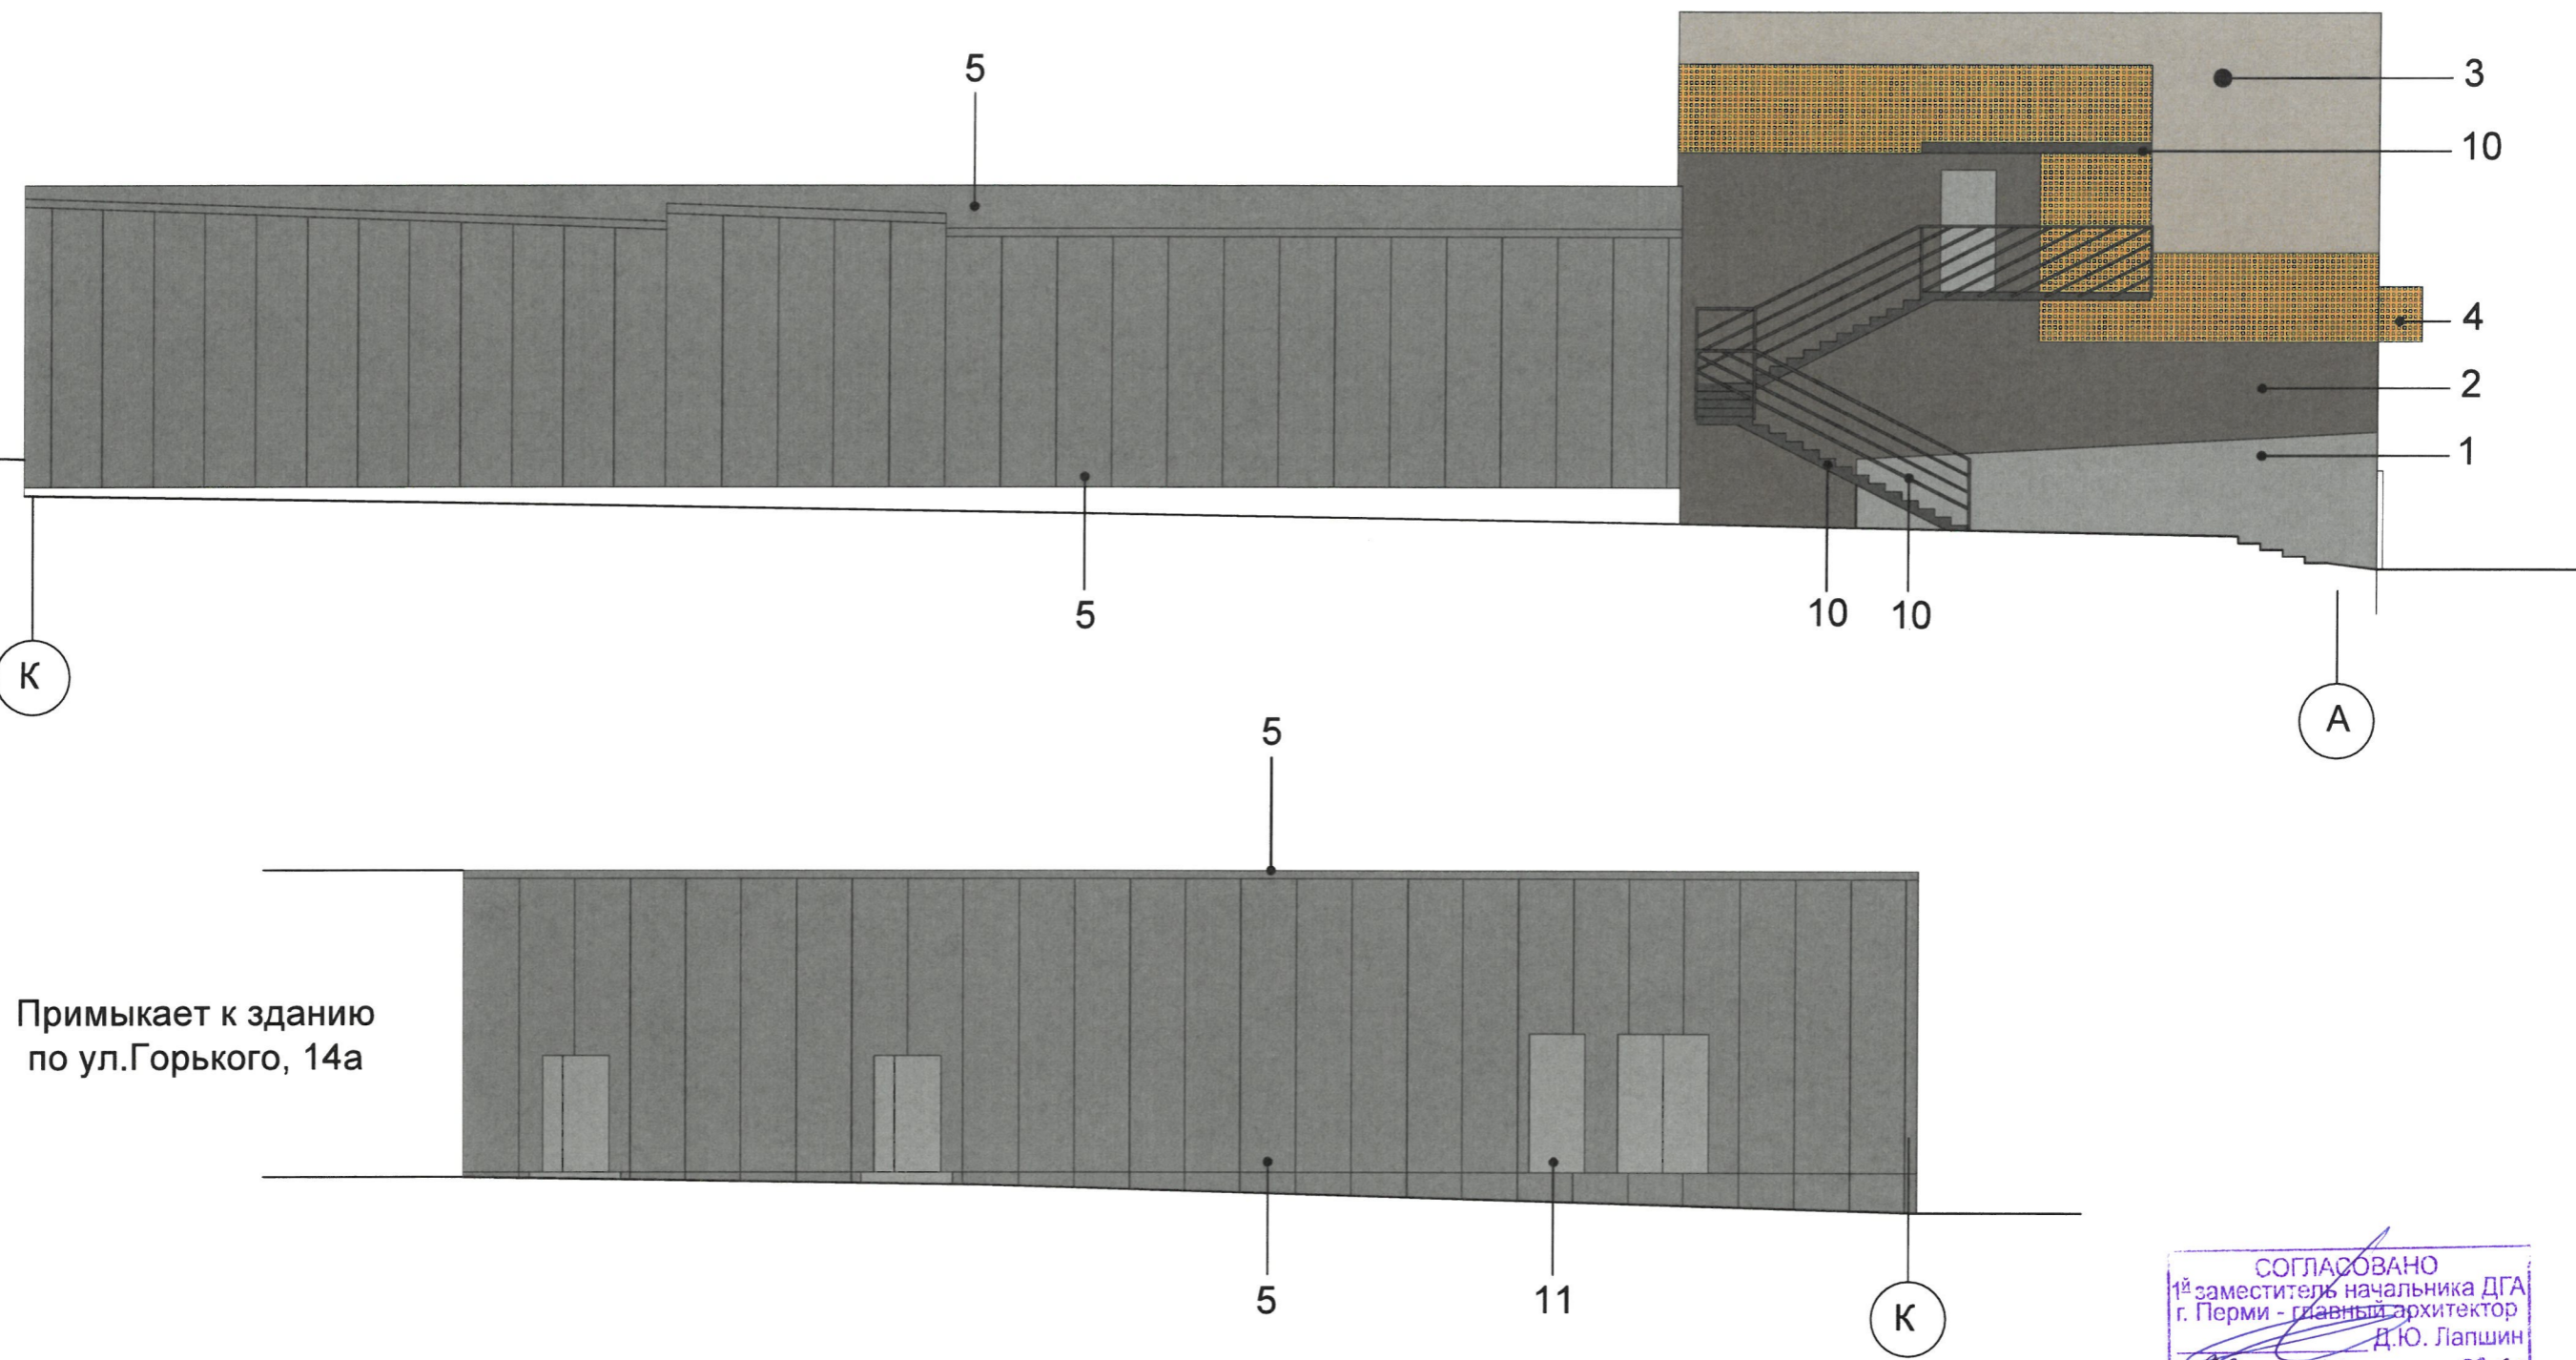 5
3
10
4
2
1
5
10
10
К
А
5
Примыкает к зданию
по ул.Горького, 14а
5
11
К
СОГЛАСОВАНО
1й заместитель начальника ДГА
г. Перми - главный архитектор
Д.Ю. Лапшин